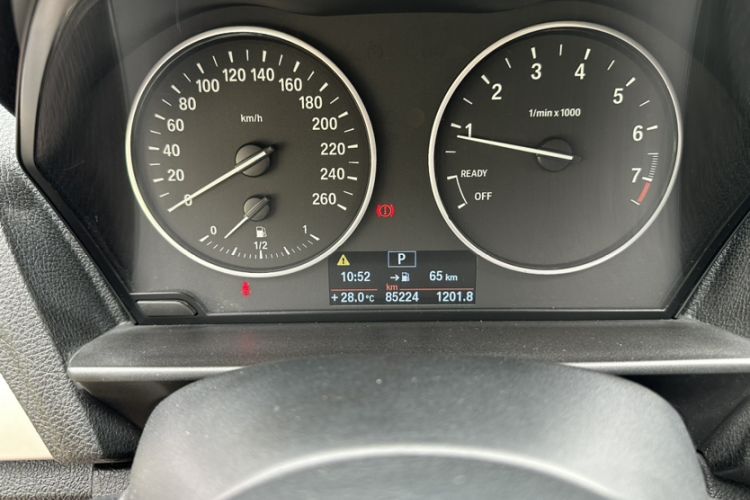 0 20 40 60 80 100 120 140 160 180 200 220 240 260
km/h
0 1/2 1
1 2 3 4 5 6 7
1/min x 1000
READY
OFF
P
10:52 65 km
km
+28.0°C 85224 1201.8